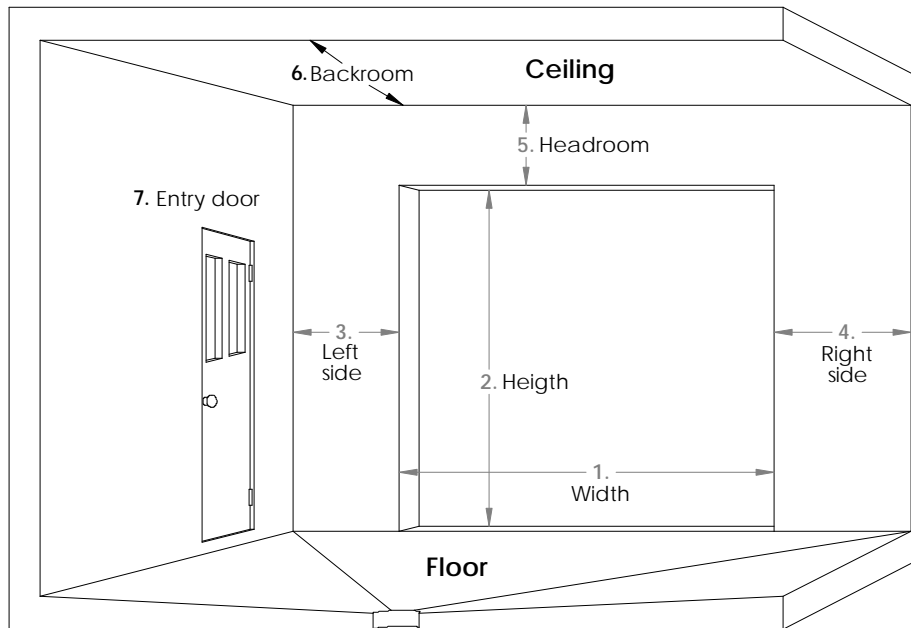 6. Backroom
Ceiling
5. Headroom
7. Entry door
3.
Left
side
4.
Right
side
2. Heigth
1.
Width
Floor